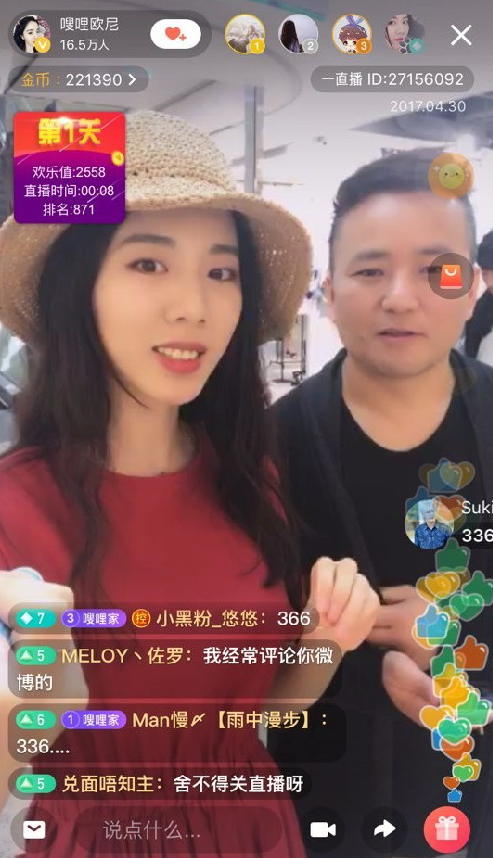 嗖哩欧尼
16.5万人
1
2
3
金币：221390
一直播 ID:27156092
2017.04.30
第1天
欢乐值:2558
直播时间:00:08
排名:871
Suki
336
7 3 嗖哩家 控 小黑粉_悠悠：366
5 MELOY丶佐罗：我经常评论你微
博的
6 1 嗖哩家 Man慢〆【雨中漫步】：
336....
5 兑面唔知主：舍不得关直播呀
说点什么...